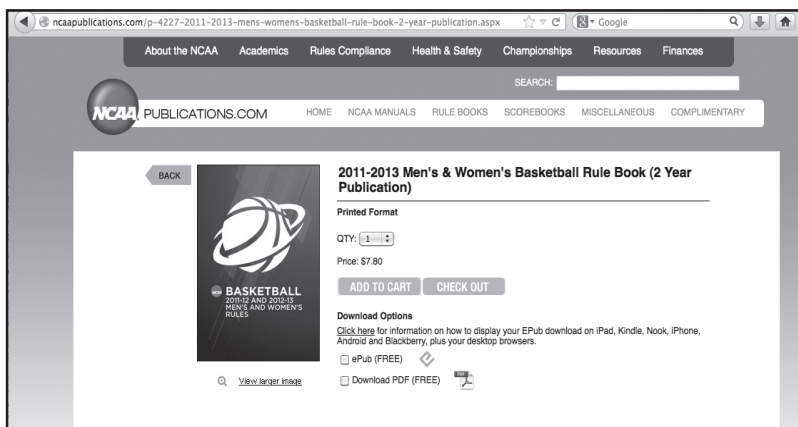 ncaapublications.com/p-4227-2011-2013-mens-womens-basketball-rule-book-2-year-publication.aspx
Google
About the NCAA Academics Rules Compliance Health & Safety Championships Resources Finances
SEARCH:
NCAA PUBLICATIONS.COM
HOME NCAA MANUALS RULE BOOKS SCOREBOOKS MISCELLANEOUS COMPLIMENTARY
BACK
2011-2013 Men's & Women's Basketball Rule Book (2 Year
Publication)
Printed Format
QTY: 1
Price: $7.80
ADD TO CART CHECK OUT
BASKETBALL
2011-12 AND 2012-13
MEN'S AND WOMEN'S
RULES
View larger image
Download Options
Click here for information on how to display your EPub download on iPad, Kindle, Nook, iPhone,
Android and Blackberry, plus your desktop browsers.
ePub (FREE)
Download PDF (FREE)